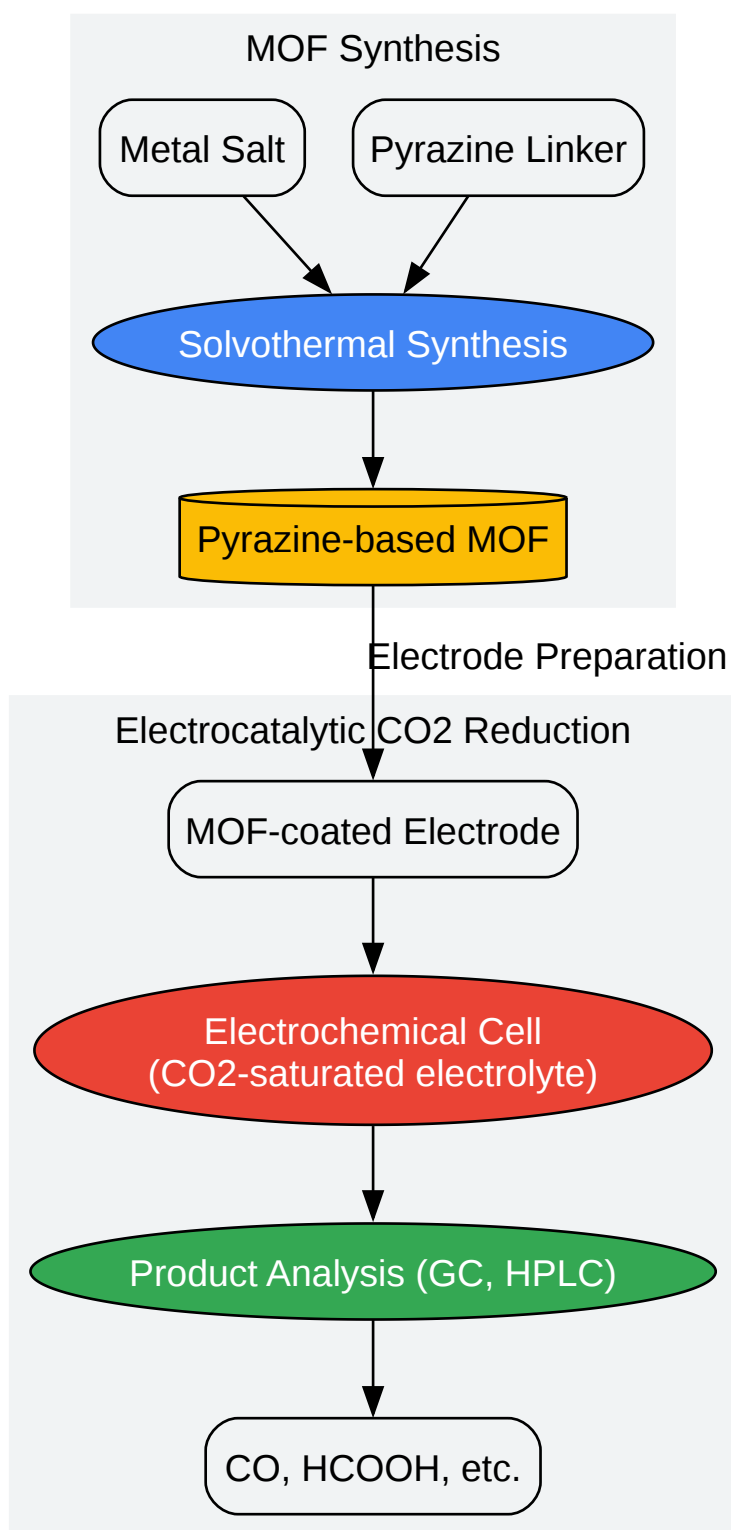 MOF Synthesis
Metal Salt
Pyrazine Linker
Solvothermal Synthesis
Pyrazine-based MOF
Electrode Preparation
Electrocatalytic CO2 Reduction
MOF-coated Electrode
Electrochemical Cell
(CO2-saturated electrolyte)
Product Analysis (GC, HPLC)
CO, HCOOH, etc.